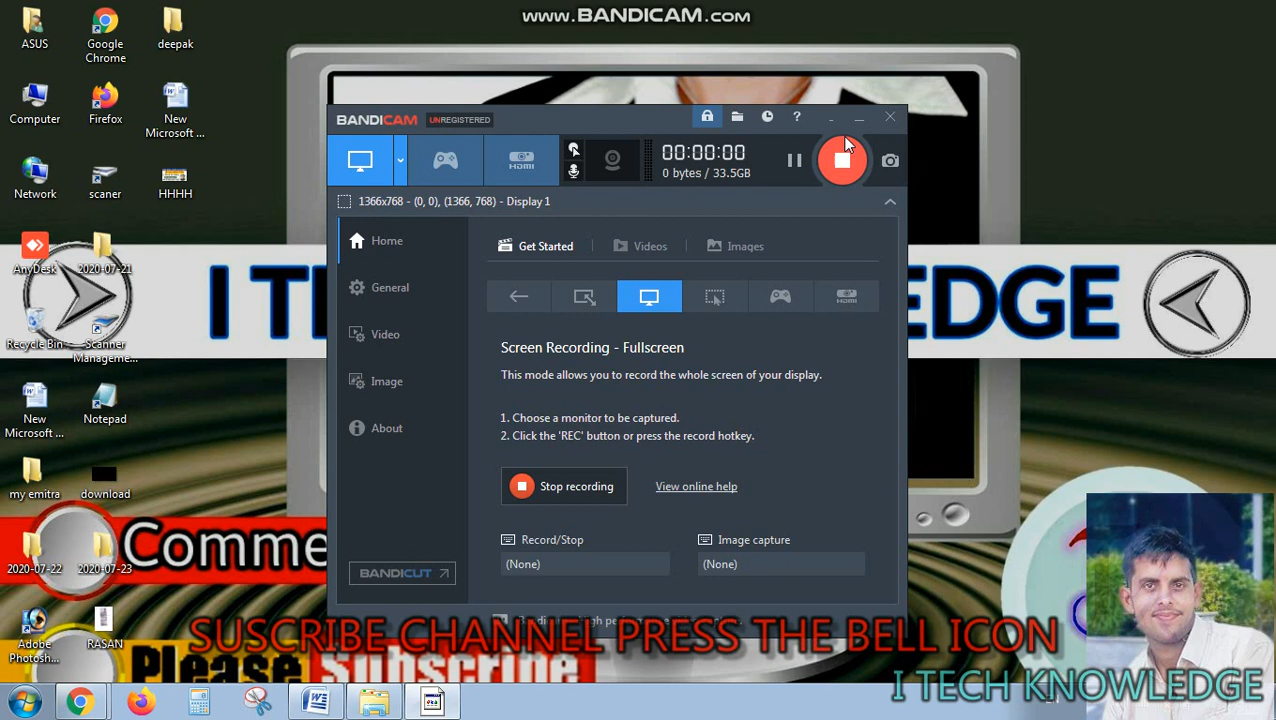 www.BANDICAM.com
ASUS
Google Chrome
deepak
Computer
Firefox
New Microsoft ...
Network
scaner
HHHH
AnyDesk
2020-07-21
Recycle Bin
Scanner Manageme...
New Microsoft ...
Notepad
my emitra
download
2020-07-22
2020-07-23
Adobe Photosh...
RASAN
BANDICAM UNREGISTERED
HDMI
00:00:00
0 bytes / 33.5GB
1366x768 - (0, 0), (1366, 768) - Display 1
Home
General
Video
Image
About
BANDICUT
Get Started
Videos
Images
HDMI
Screen Recording - Fullscreen
This mode allows you to record the whole screen of your display.
1. Choose a monitor to be captured.
2. Click the 'REC' button or press the record hotkey.
Stop recording
View online help
Record/Stop
Image capture
(None)
(None)
I TE
EDGE
Comme
SUSCRIBE CHANNEL PRESS THE BELL ICON
Please Subscribe
I TECH KNOWLEDGE